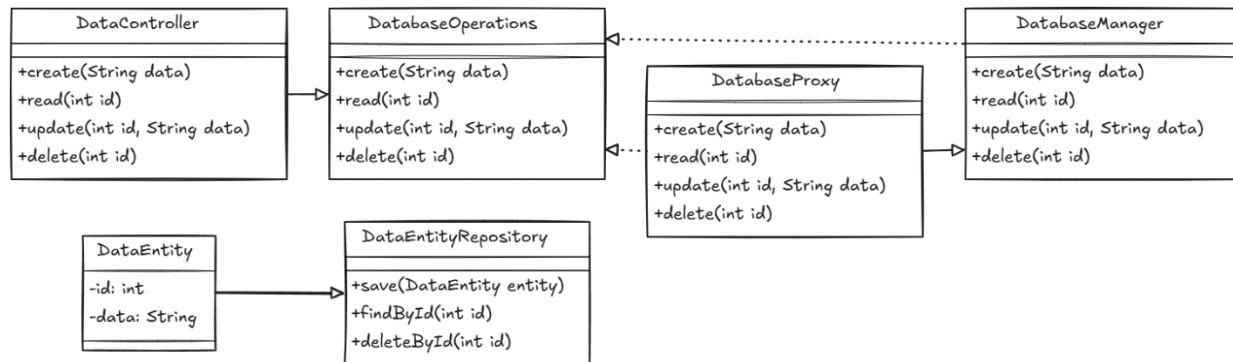 DataController
+create(String data)
+read(int id)
+update(int id, String data)
+delete(int id)
DatabaseOperations
+create(String data)
+read(int id)
+update(int id, String data)
+delete(int id)
DatabaseProxy
+create(String data)
+read(int id)
+update(int id, String data)
+delete(int id)
DatabaseManager
+create(String data)
+read(int id)
+update(int id, String data)
+delete(int id)
DataEntity
-id: int
-data: String
DataEntityRepository
+save(DataEntity entity)
+findById(int id)
+deleteById(int id)